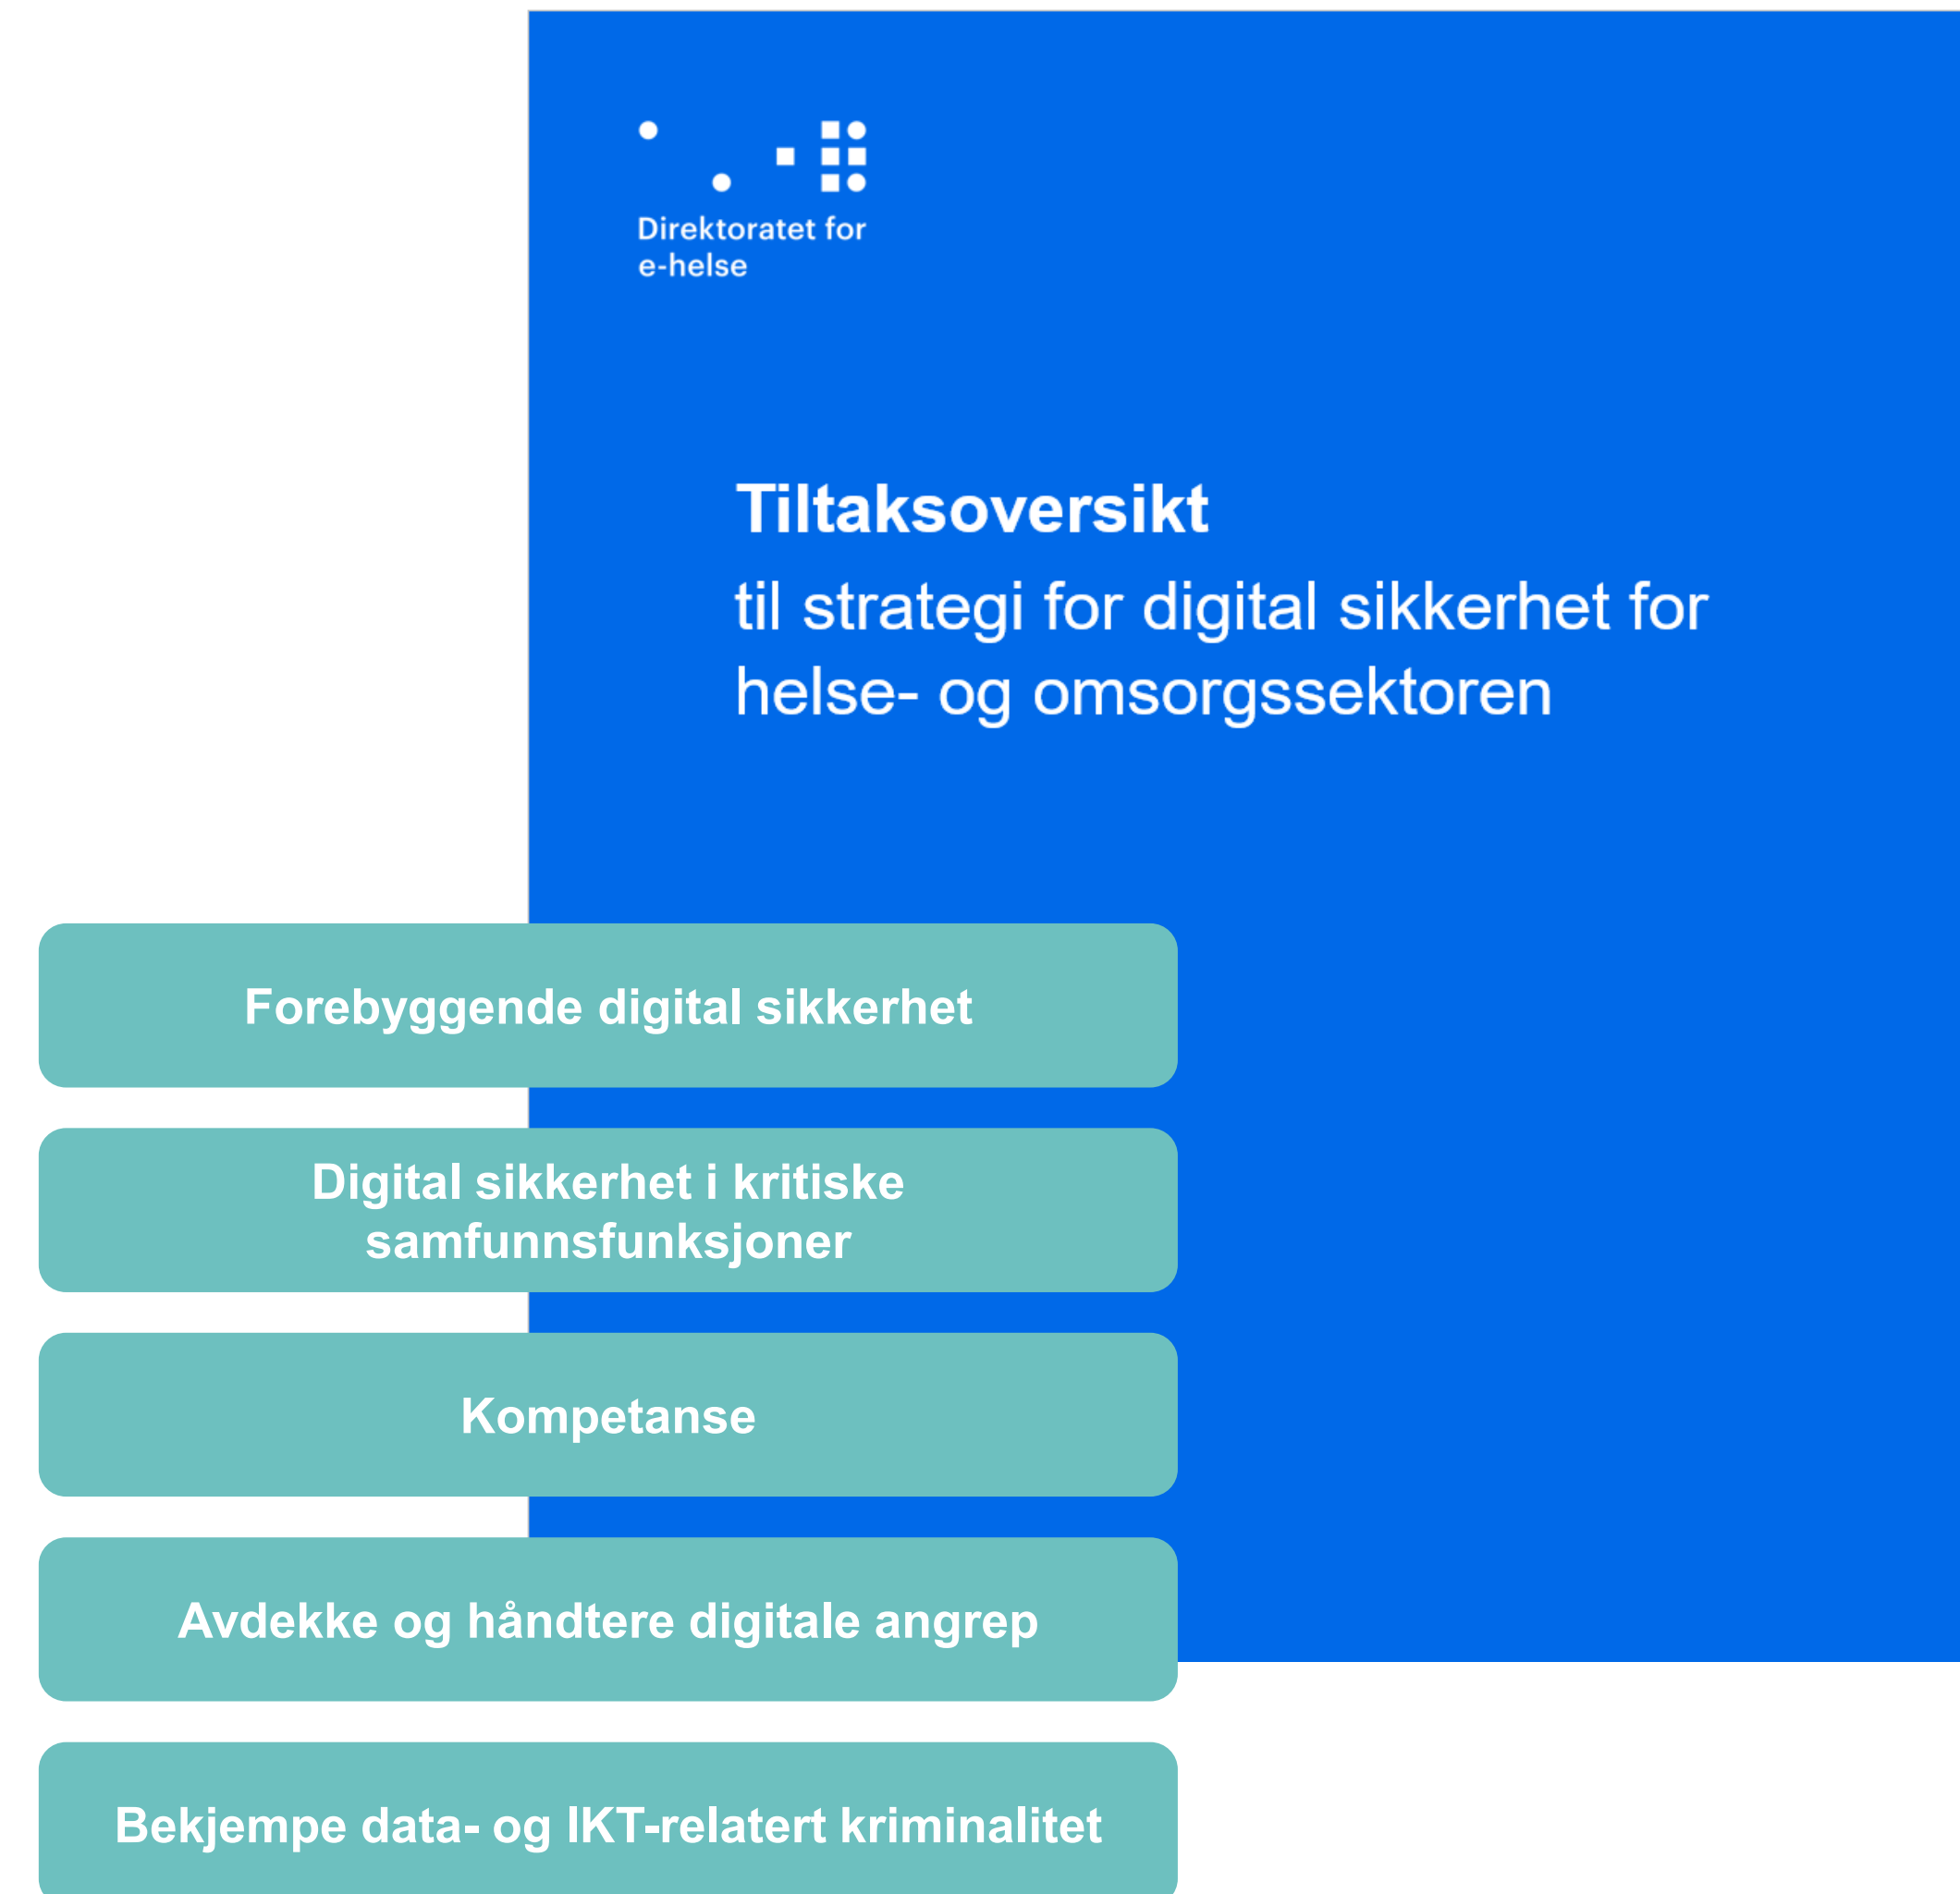 Direktoratet for
e-helse
Tiltaksoversikt
til strategi for digital sikkerhet for
helse- og omsorgssektoren
Forebyggende digital sikkerhet
Digital sikkerhet i kritiske
samfunnsfunksjoner
Kompetanse
Avdekke og håndtere digitale angrep
Bekjempe data- og IKT-relatert kriminalitet